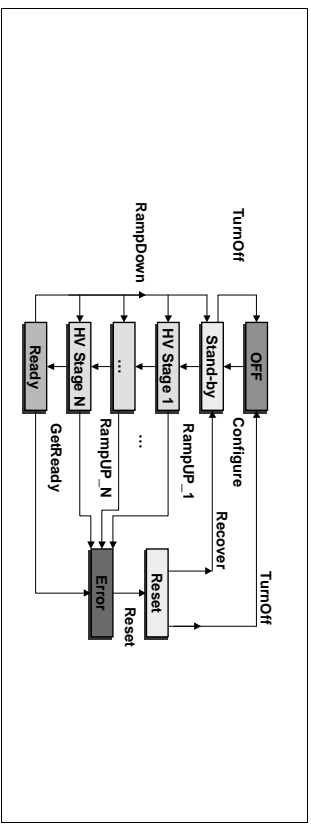 TurnOff
RampDown
OFF
Stand-by
HV Stage 1
...
HV Stage N
Ready
Configure
RampUP_1
...
RampUP_N
GetReady
TurnOff
Recover
Reset
Reset
Error